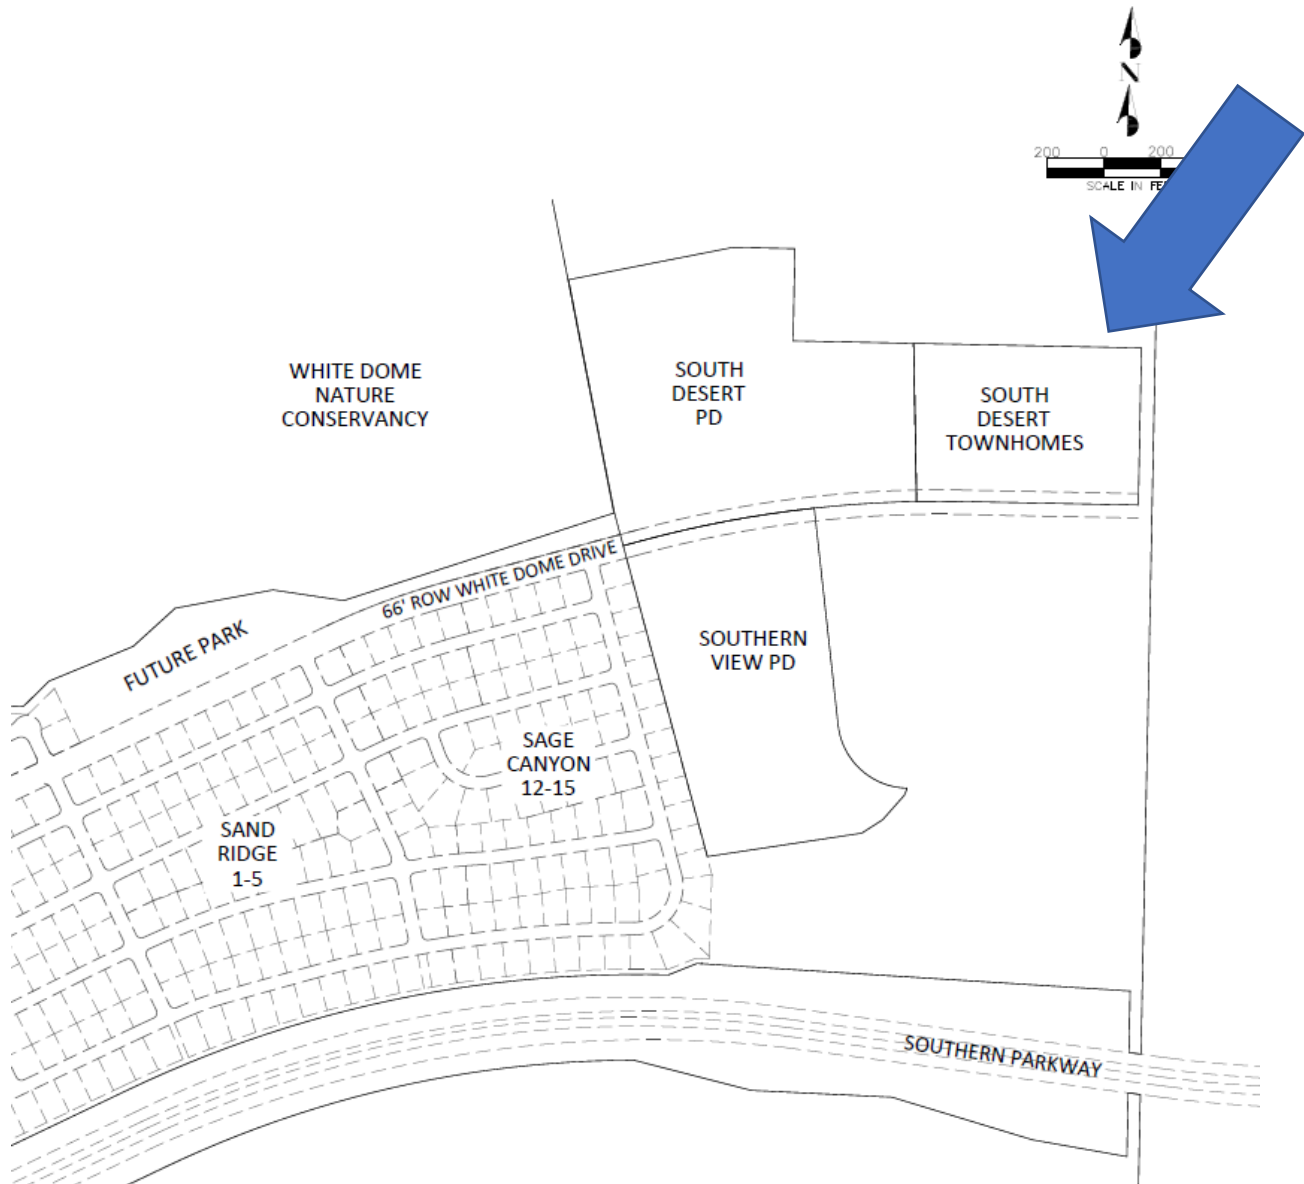 N
200 0 200
SCALE IN
WHITE DOME
NATURE
CONSERVANCY
SOUTH
DESERT
PD
SOUTH
DESERT
TOWNHOMES
66' ROW WHITE DOME DRIVE
FUTURE PARK
SOUTHERN
VIEW PD
SAGE
CANYON
12-15
SAND
RIDGE
1-5
SOUTHERN PARKWAY